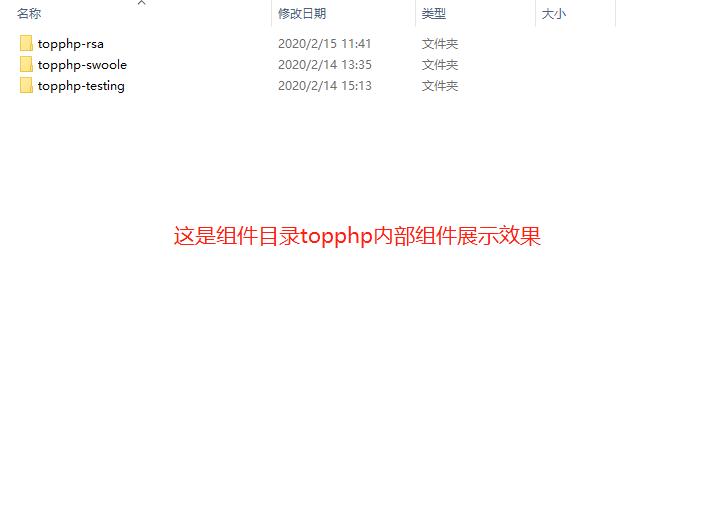 名称 修改日期 类型 大小
topphp-rsa 2020/2/15 11:41 文件夹
topphp-swoole 2020/2/14 13:35 文件夹
topphp-testing 2020/2/14 15:13 文件夹
这是组件目录topphp内部组件展示效果